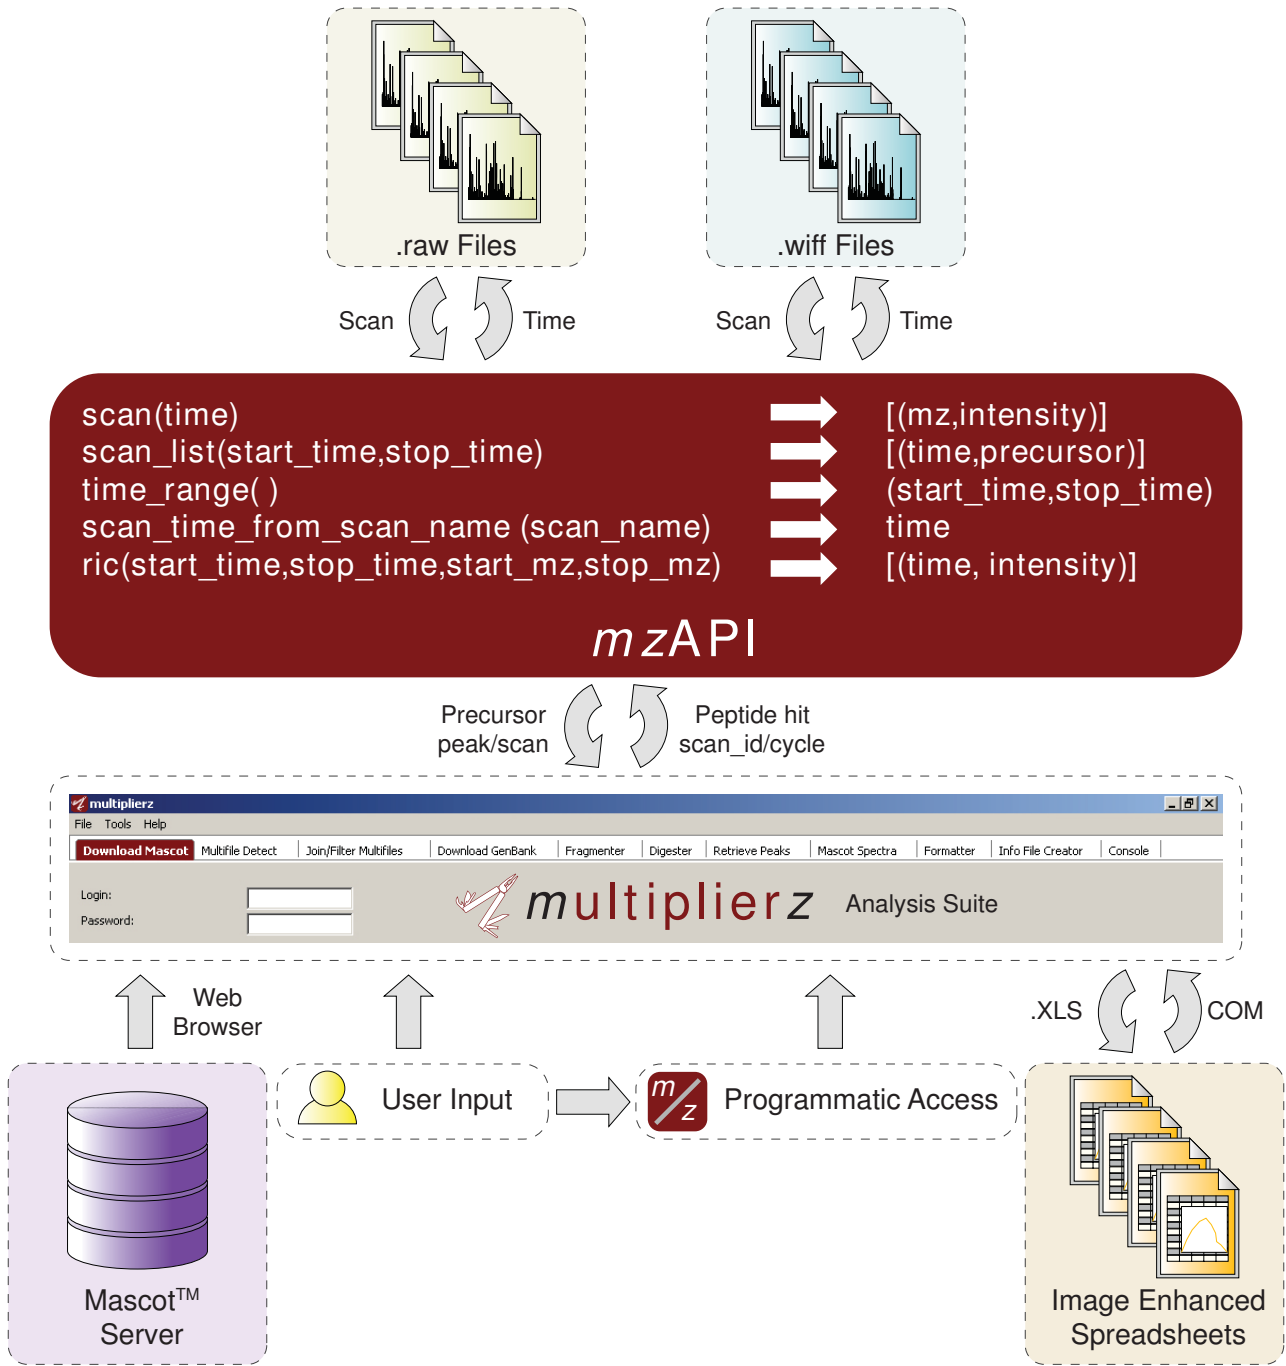 .raw Files
.wiff Files
Scan
Time
Scan
Time
scan(time)
[(mz,intensity)]
scan_list(start_time,stop_time)
[(time,precursor)]
time_range( )
(start_time,stop_time)
scan_time_from_scan_name (scan_name)
time
ric(start_time,stop_time,start_mz,stop_mz)
[(time, intensity)]
mzAPI
Precursor
peak/scan
Peptide hit
scan_id/cycle
multiplierz
File Tools Help
Download Mascot Multifile Detect Join/Filter Multifiles Download GenBank Fragmenter Digester Retrieve Peaks Mascot Spectra Formatter Info File Creator Console
Login:
Password:
multiplierz Analysis Suite
Web
Browser
.XLS
COM
User Input
m/z
Programmatic Access
Mascot™
Server
Image Enhanced
Spreadsheets